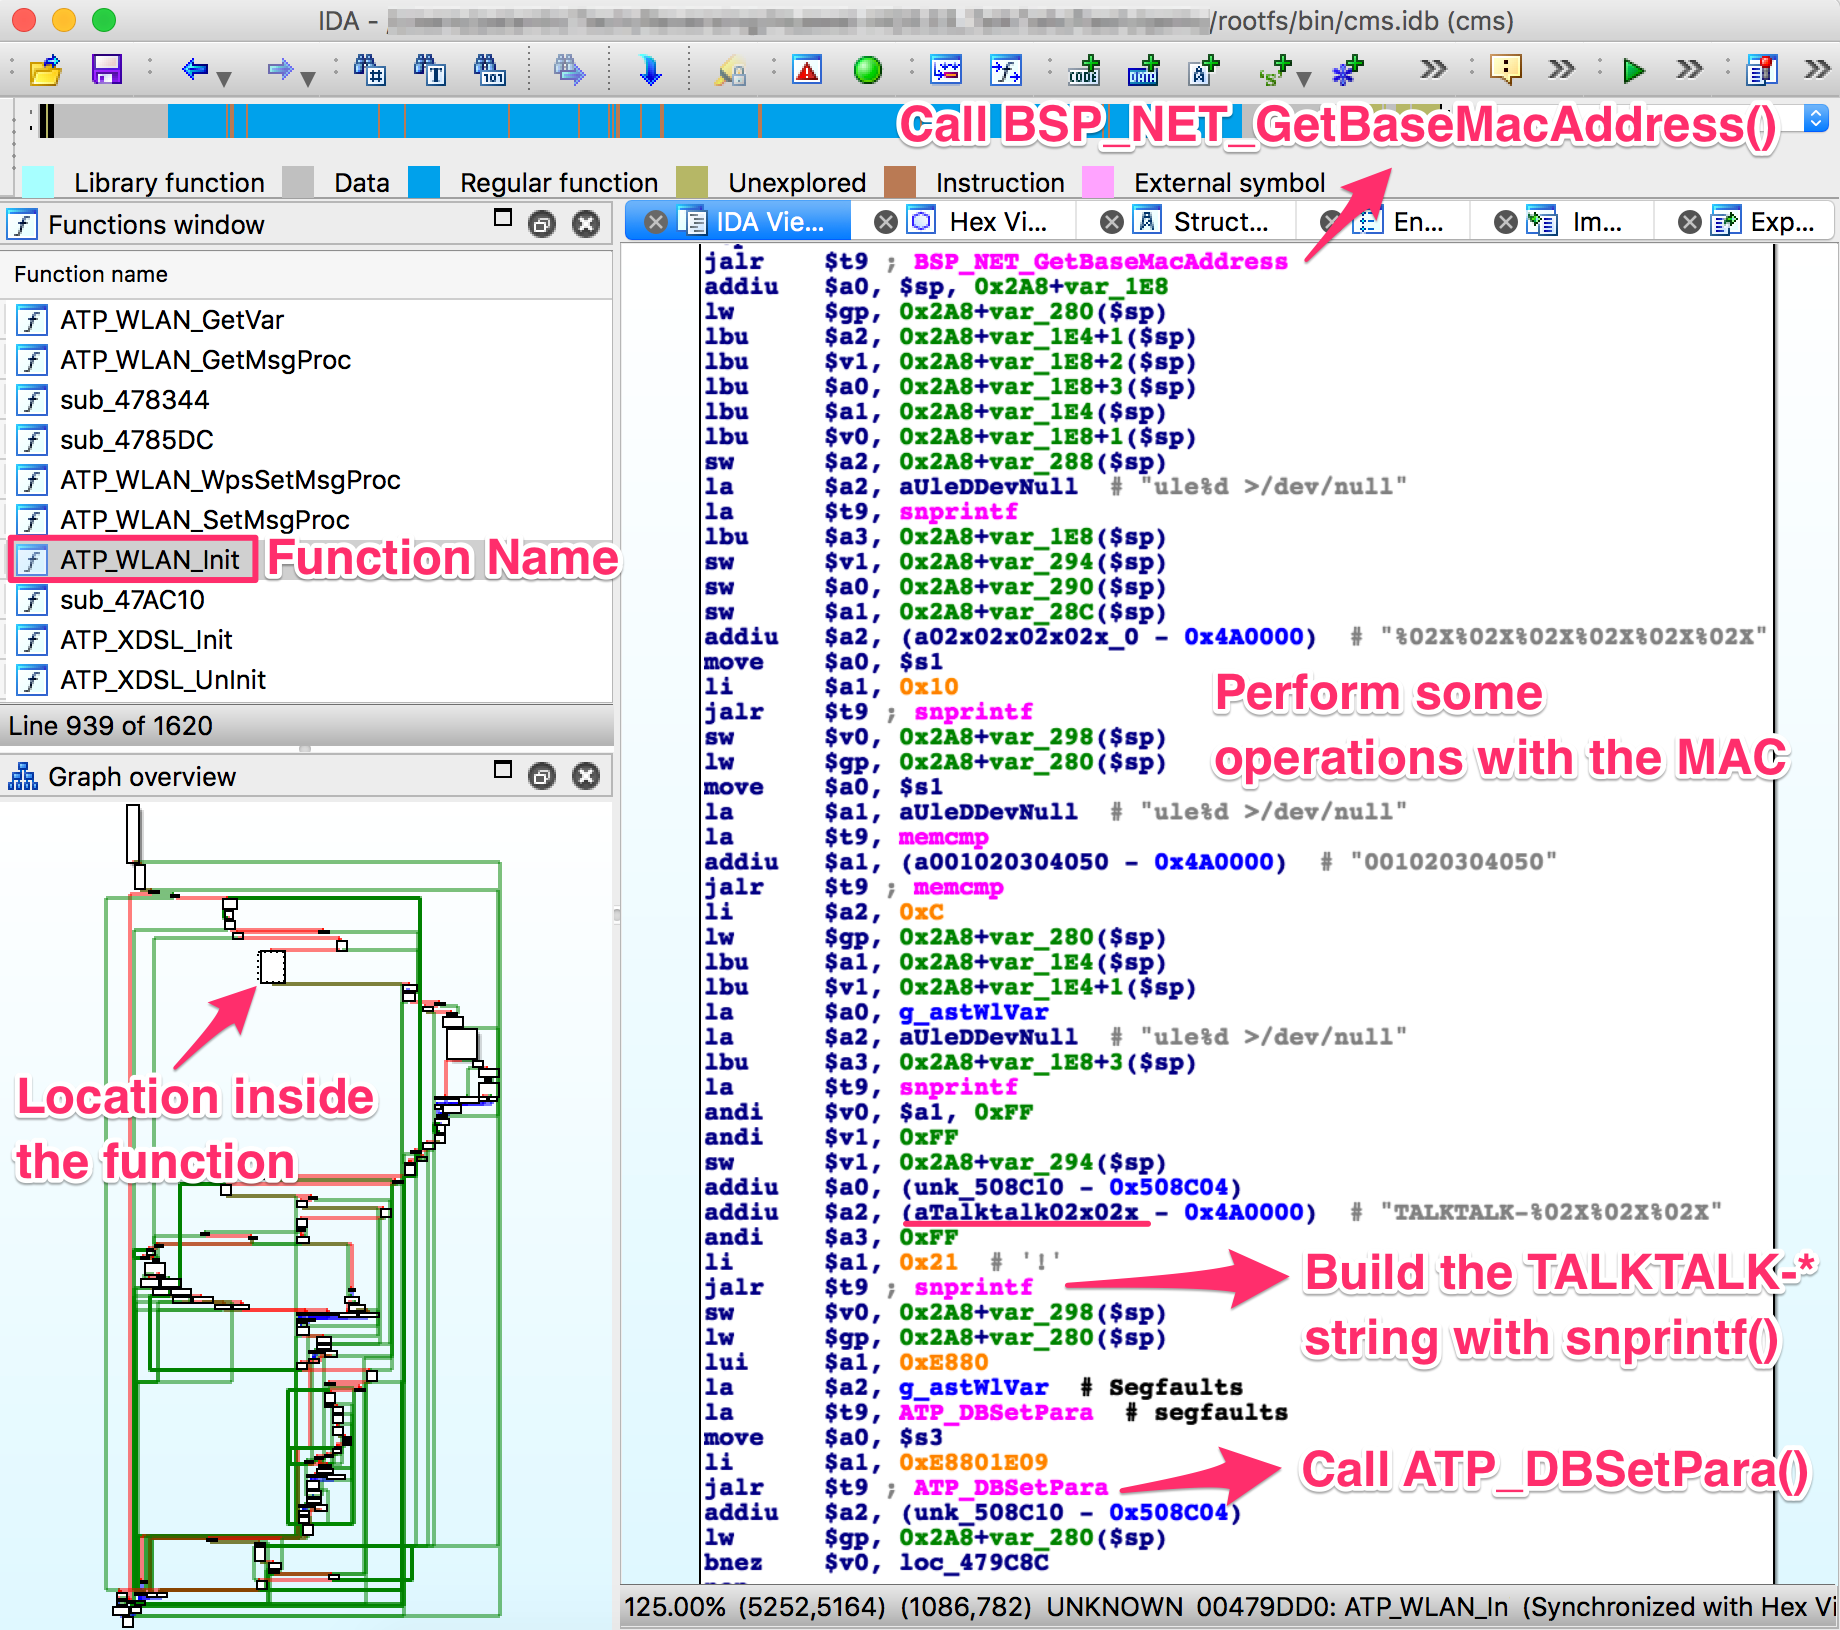 IDA - /rootfs/bin/cms.idb (cms)
Call BSP_NET_GetBaseMacAddress()
Library function Data Regular function Unexplored Instruction External symbol
Functions window
Function name
ATP_WLAN_GetVar
ATP_WLAN_GetMsgProc
sub_478344
sub_4785DC
ATP_WLAN_WpsSetMsgProc
ATP_WLAN_SetMsgProc
ATP_WLAN_Init
Function Name
sub_47AC10
ATP_XDSL_Init
ATP_XDSL_UnInit
Line 939 of 1620
Graph overview
Location inside
the function
IDA Vie... Hex Vi... Struct... En... Im... Exp...
jalr $t9 ; BSP_NET_GetBaseMacAddress
addiu $a0, $sp, 0x2A8+var_1E8
lw $gp, 0x2A8+var_280($sp)
lbu $a2, 0x2A8+var_1E4+1($sp)
lbu $v1, 0x2A8+var_1E8+2($sp)
lbu $a0, 0x2A8+var_1E8+3($sp)
lbu $a1, 0x2A8+var_1E4($sp)
lbu $v0, 0x2A8+var_1E8+1($sp)
sw $a2, 0x2A8+var_288($sp)
la $a2, aUleDDevNull # "ule%d >/dev/null"
la $t9, snprintf
lbu $a3, 0x2A8+var_1E8($sp)
sw $v1, 0x2A8+var_294($sp)
sw $a0, 0x2A8+var_290($sp)
sw $a1, 0x2A8+var_28C($sp)
addiu $a2, (a02x02x02x02x_0 - 0x4A0000) # "%02X%02X%02X%02X%02X%02X"
move $a0, $s1
li $a1, 0x10
jalr $t9 ; snprintf
sw $v0, 0x2A8+var_298($sp)
lw $gp, 0x2A8+var_280($sp)
move $a0, $s1
la $a1, aUleDDevNull # "ule%d >/dev/null"
la $t9, memcmp
addiu $a1, (a001020304050 - 0x4A0000) # "001020304050"
jalr $t9 ; memcmp
li $a2, 0xC
lw $gp, 0x2A8+var_280($sp)
lbu $a1, 0x2A8+var_1E4($sp)
lbu $v1, 0x2A8+var_1E4+1($sp)
la $a0, g_astWlVar
la $a2, aUleDDevNull # "ule%d >/dev/null"
lbu $a3, 0x2A8+var_1E8+3($sp)
la $t9, snprintf
andi $v0, $a1, 0xFF
andi $v1, 0xFF
sw $v1, 0x2A8+var_294($sp)
addiu $a0, (unk_508C10 - 0x508C04)
addiu $a2, (aTalktalk02x02x - 0x4A0000) # "TALKTALK-%02X%02X%02X"
andi $a3, 0xFF
li $a1, 0x21 # '!'
jalr $t9 ; snprintf
sw $v0, 0x2A8+var_298($sp)
lw $gp, 0x2A8+var_280($sp)
lui $a1, 0xE880
la $a2, g_astWlVar # Segfaults
la $t9, ATP_DBSetPara # segfaults
move $a0, $s3
li $a1, 0xE8801E09
jalr $t9 ; ATP_DBSetPara
addiu $a2, (unk_508C10 - 0x508C04)
lw $gp, 0x2A8+var_280($sp)
bnez $v0, loc_479C8C
Perform some
operations with the MAC
Build the TALKTALK-*
string with snprintf()
Call ATP_DBSetPara()
125.00% (5252,5164) (1086,782) UNKNOWN 00479DD0: ATP_WLAN_In (Synchronized with Hex Vi